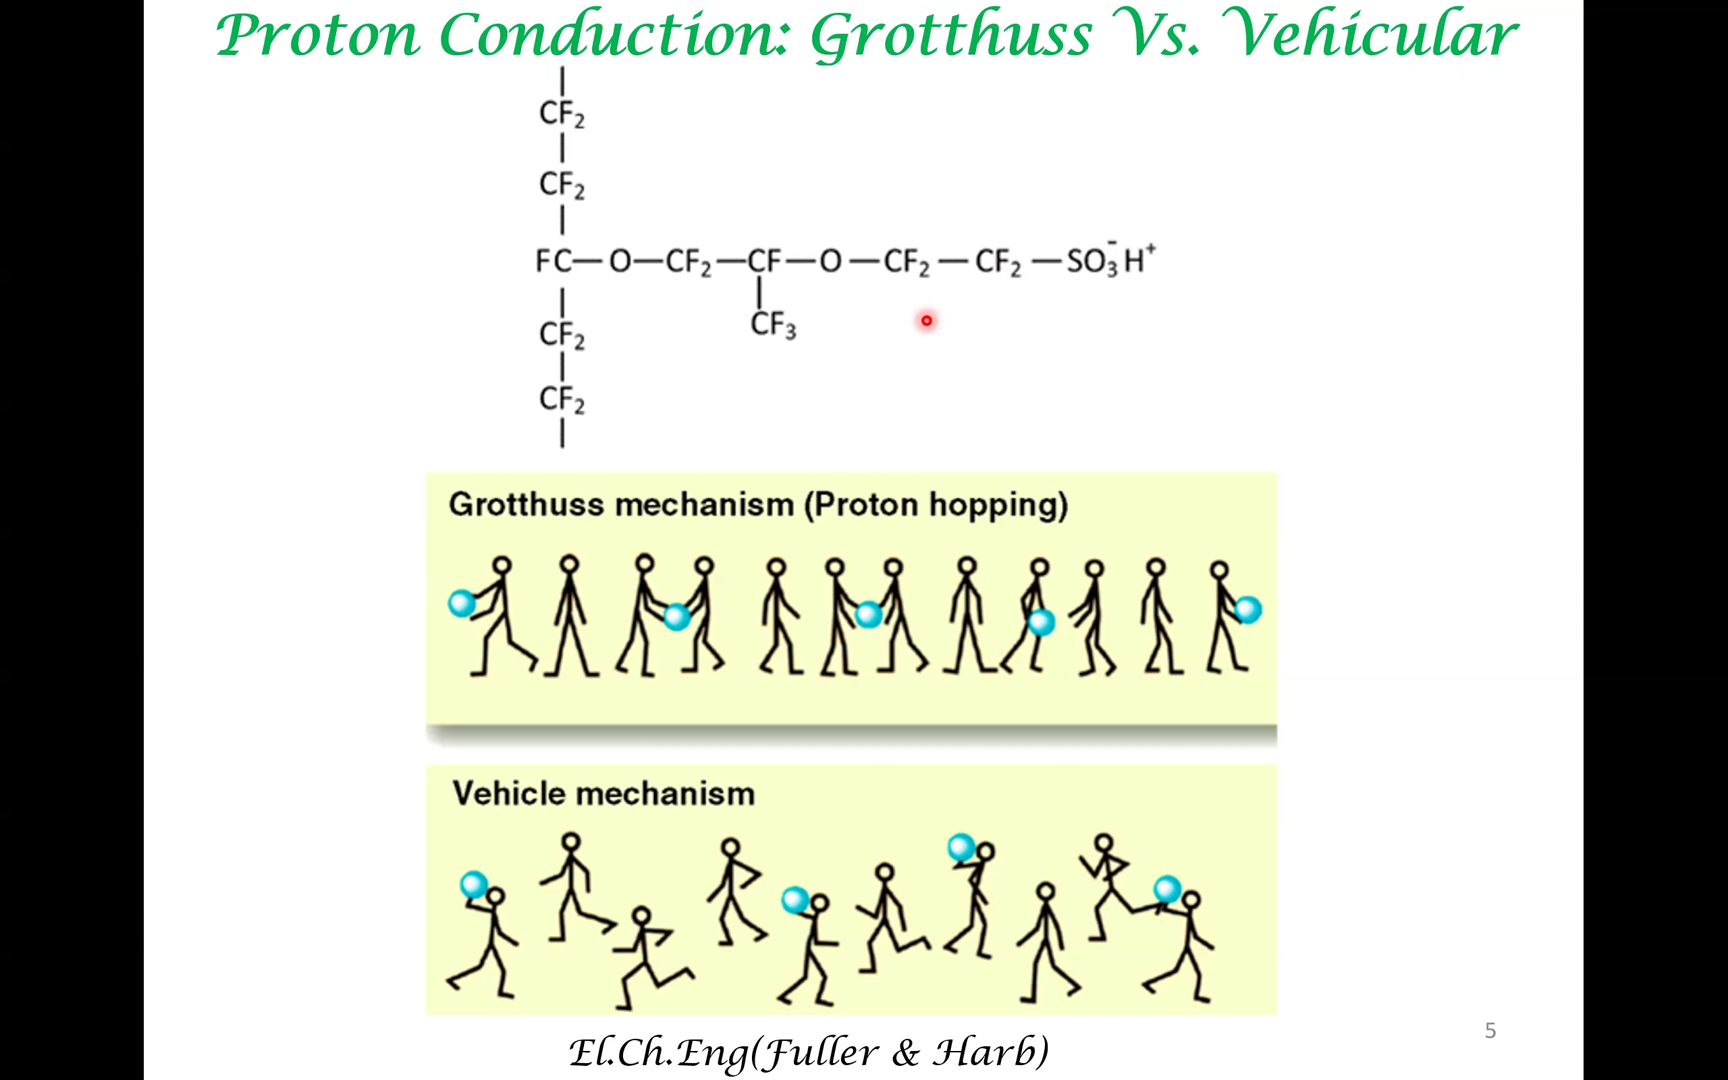 Proton Conduction: Grotthuss Vs. Vehicular
CF₂
CF₂
FC—O—CF₂—CF—O—CF₂—CF₂—SO₃⁻H⁺
CF₃
CF₂
CF₂
Grotthuss mechanism (Proton hopping)
Vehicle mechanism
El.Ch.Eng(Fuller & Harb)
5